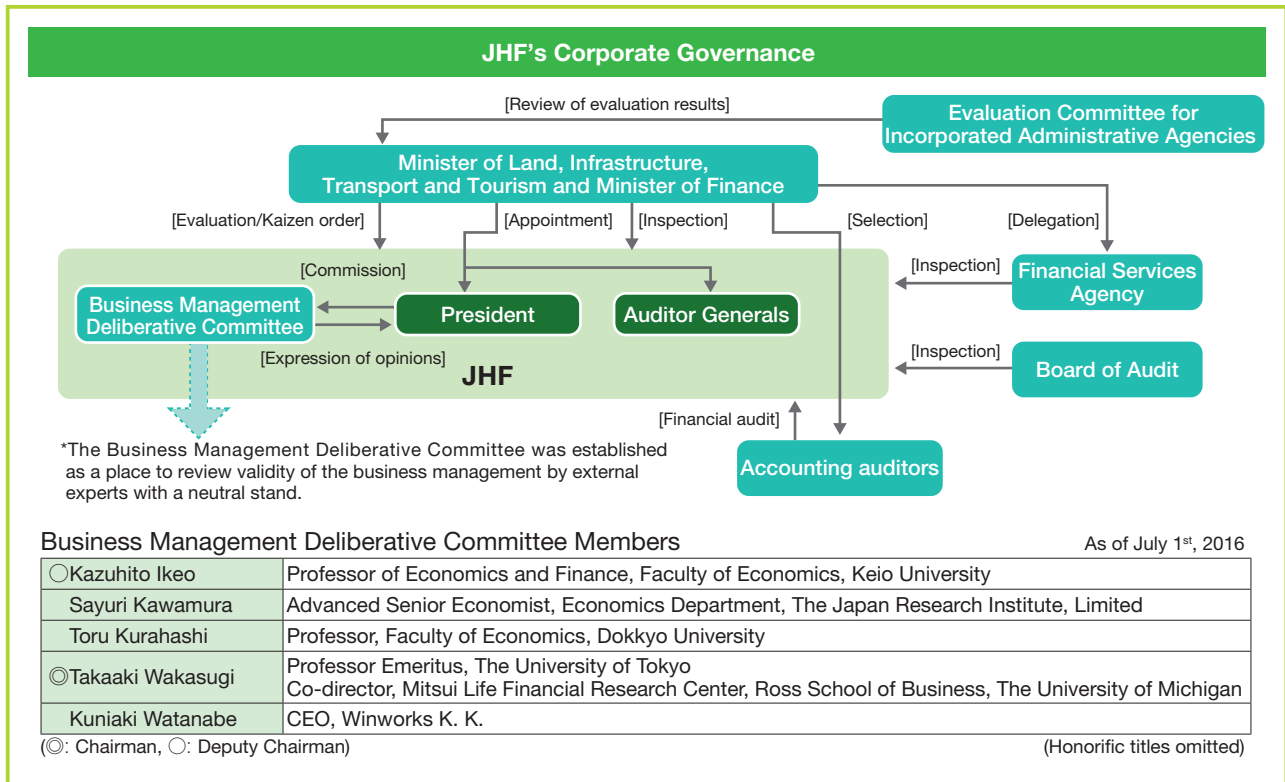 JHF's Corporate Governance
[Review of evaluation results]
Evaluation Committee for
Incorporated Administrative Agencies
Minister of Land, Infrastructure,
Transport and Tourism and Minister of Finance
[Evaluation/Kaizen order]
[Appointment]
[Inspection]
[Selection]
[Delegation]
[Commission]
[Inspection]
Financial Services
Agency
Business Management
Deliberative Committee
President
Auditor Generals
[Expression of opinions]
JHF
[Inspection]
Board of Audit
[Financial audit]
*The Business Management Deliberative Committee was established
as a place to review validity of the business management by external
experts with a neutral stand.
Accounting auditors
Business Management Deliberative Committee Members As of July 1st, 2016
○Kazuhito Ikeo Professor of Economics and Finance, Faculty of Economics, Keio University
Sayuri Kawamura Advanced Senior Economist, Economics Department, The Japan Research Institute, Limited
Toru Kurahashi Professor, Faculty of Economics, Dokkyo University
◎Takaaki Wakasugi Professor Emeritus, The University of Tokyo
Co-director, Mitsui Life Financial Research Center, Ross School of Business, The University of Michigan
Kuniaki Watanabe CEO, Winworks K. K.
(◎: Chairman, ○: Deputy Chairman) (Honorific titles omitted)